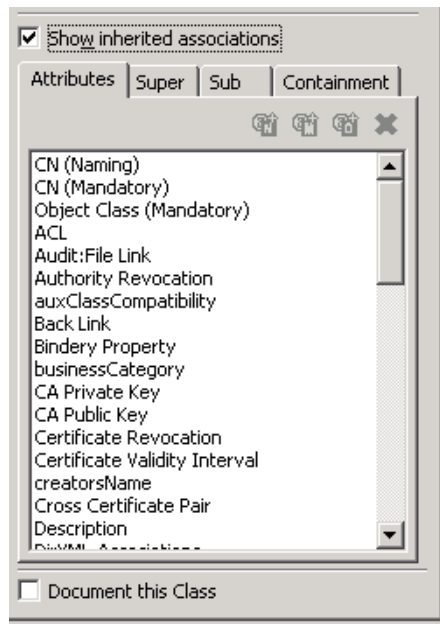 Show inherited associations
Attributes Super Sub Containment
CN (Naming)
CN (Mandatory)
Object Class (Mandatory)
ACL
Audit:File Link
Authority Revocation
auxClassCompatibility
Back Link
Bindery Property
businessCategory
CA Private Key
CA Public Key
Certificate Revocation
Certificate Validity Interval
creatorsName
Cross Certificate Pair
Description
Document this Class